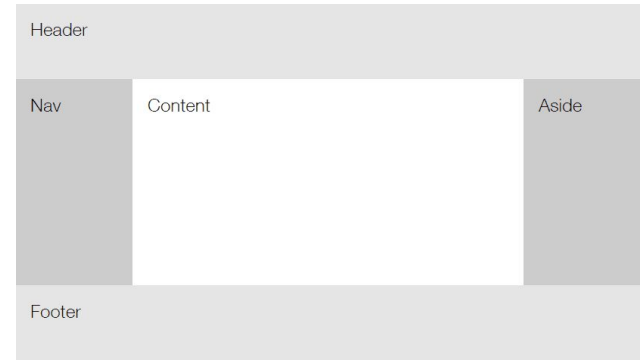 Header
Nav
Content
Aside
Footer